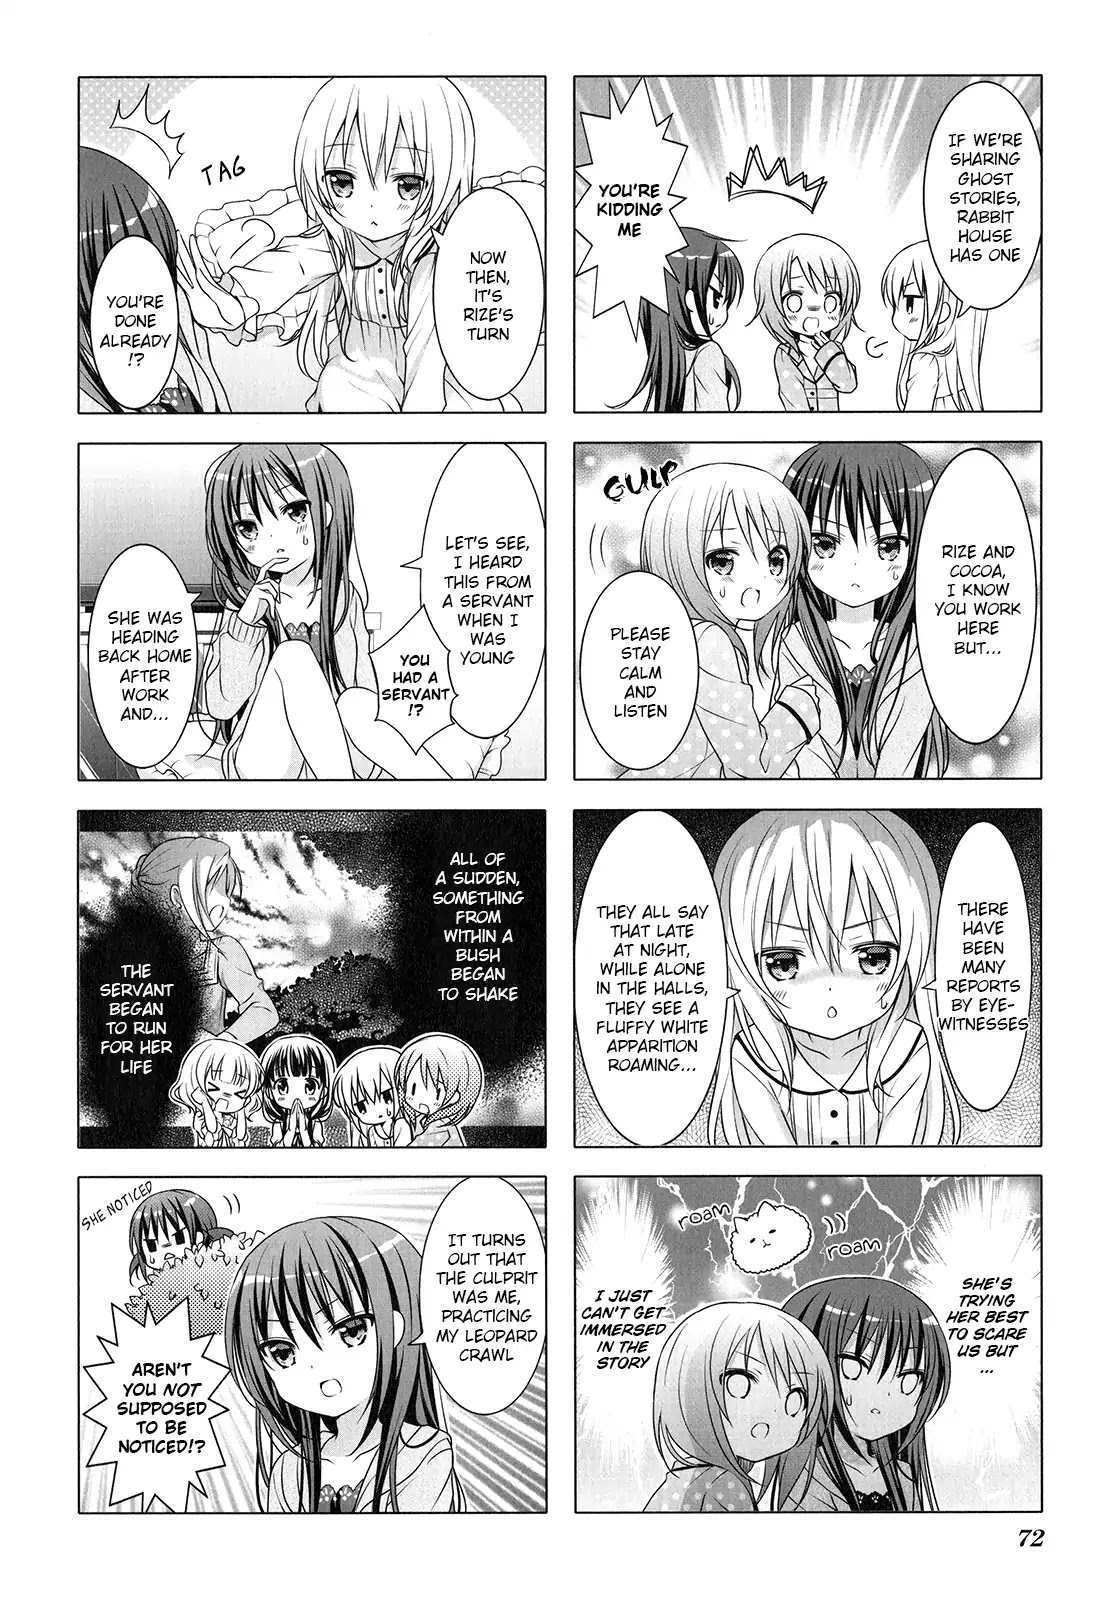 IF WE'RE
SHARING
GHOST
STORIES,
RABBIT
HOUSE
HAS ONE
YOU'RE
KIDDING
ME
RIZE AND
COCOA,
I KNOW
YOU WORK
HERE
BUT...
GULP
PLEASE
STAY
CALM
AND
LISTEN
THERE
HAVE
BEEN
MANY
REPORTS
BY EYE-
WITNESSES
THEY ALL SAY
THAT LATE
AT NIGHT,
WHILE ALONE
IN THE HALLS,
THEY SEE A
FLUFFY WHITE
APPARITION
ROAMING...
roam
roam
SHE'S
TRYING
HER BEST
TO SCARE
US BUT
...
I JUST
CAN'T GET
IMMERSED
IN THE
STORY
TAG
NOW
THEN,
IT'S
RIZE'S
TURN
YOU'RE
DONE
ALREADY
!?
LET'S SEE,
I HEARD
THIS FROM
A SERVANT
WHEN I
WAS
YOUNG
YOU
HAD A
SERVANT
!?
SHE WAS
HEADING
BACK HOME
AFTER
WORK
AND...
ALL OF
A SUDDEN,
SOMETHING
FROM
WITHIN A
BUSH
BEGAN
TO SHAKE
THE
SERVANT
BEGAN
TO RUN
FOR HER
LIFE
IT TURNS
OUT THAT
THE CULPRIT
WAS ME,
PRACTICING
MY LEOPARD
CRAWL
SHE NOTICED
AREN'T
YOU NOT
SUPPOSED
TO BE
NOTICED!?
72